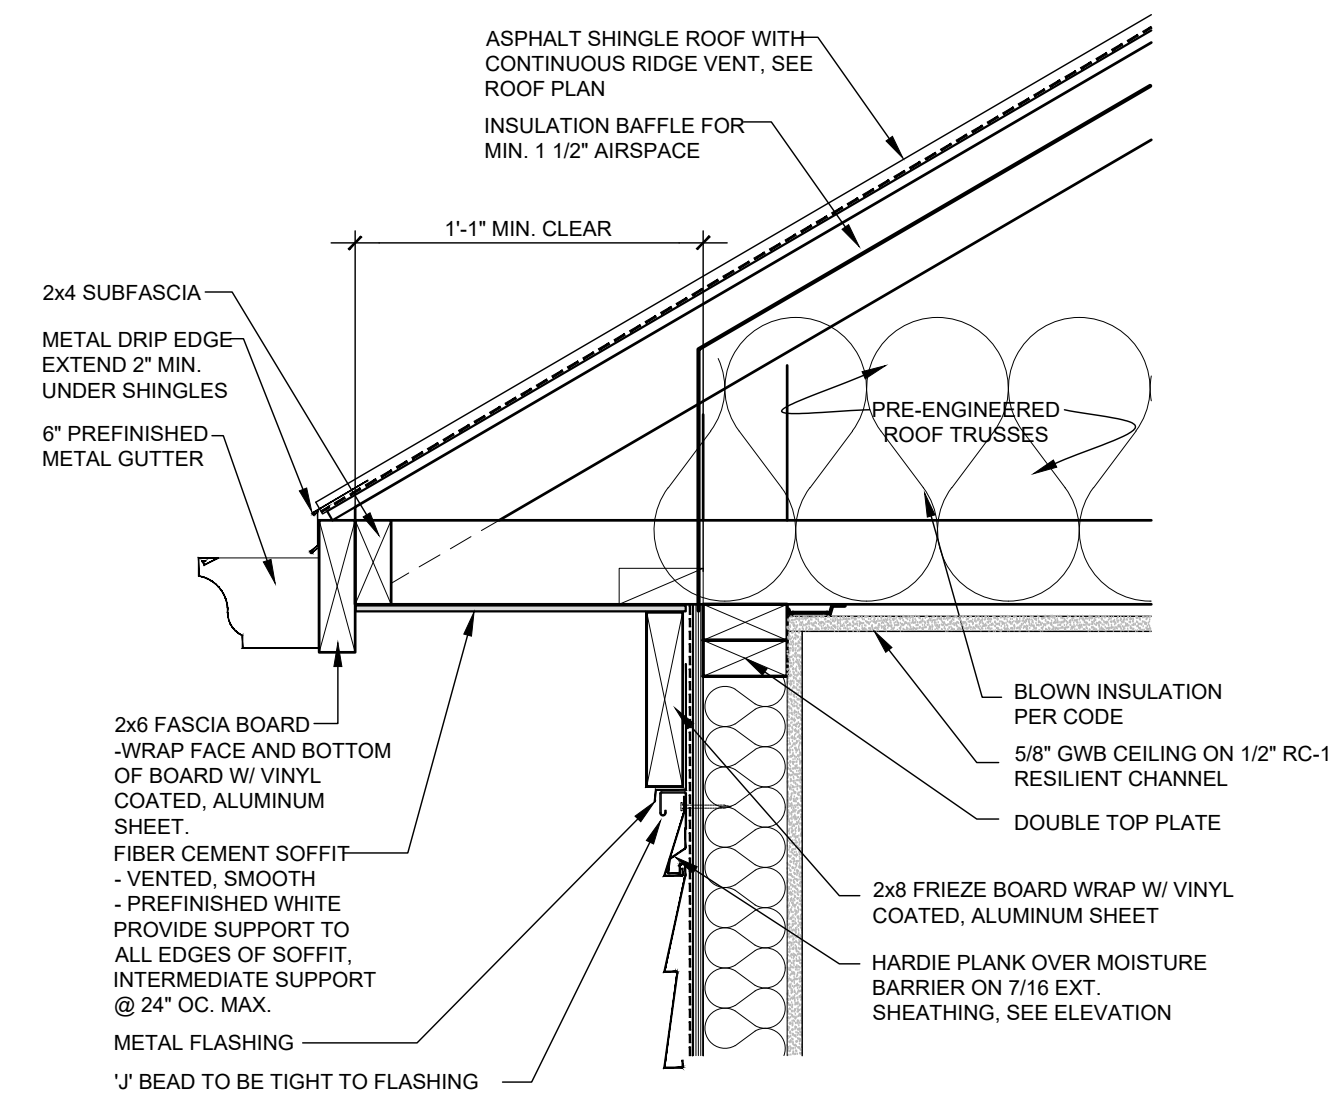 ASPHALT SHINGLE ROOF WITH
CONTINUOUS RIDGE VENT, SEE
ROOF PLAN
INSULATION BAFFLE FOR
MIN. 1 1/2" AIRSPACE
1'-1" MIN. CLEAR
2x4 SUBFASCIA
METAL DRIP EDGE
EXTEND 2" MIN.
UNDER SHINGLES
6" PREFINISHED
METAL GUTTER
PRE-ENGINEERED
ROOF TRUSSES
2x6 FASCIA BOARD
-WRAP FACE AND BOTTOM
OF BOARD W/ VINYL
COATED, ALUMINUM
SHEET.
FIBER CEMENT SOFFIT
- VENTED, SMOOTH
- PREFINISHED WHITE
PROVIDE SUPPORT TO
ALL EDGES OF SOFFIT,
INTERMEDIATE SUPPORT
@ 24" OC. MAX.
METAL FLASHING
'J' BEAD TO BE TIGHT TO FLASHING
BLOWN INSULATION
PER CODE
5/8" GWB CEILING ON 1/2" RC-1
RESILIENT CHANNEL
DOUBLE TOP PLATE
2x8 FRIEZE BOARD WRAP W/ VINYL
COATED, ALUMINUM SHEET
HARDIE PLANK OVER MOISTURE
BARRIER ON 7/16 EXT.
SHEATHING, SEE ELEVATION